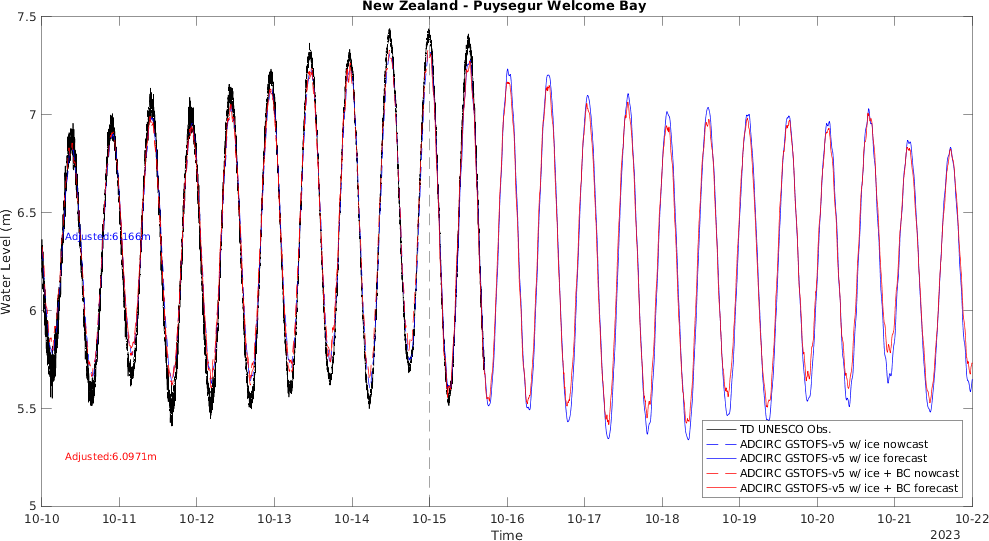 New Zealand - Puysegur Welcome Bay
7.5
7
6.5
6
5.5
5
Water Level (m)
Adjusted:6.166m
Adjusted:6.0971m
TD UNESCO Obs.
ADCIRC GSTOFS-v5 w/ ice nowcast
ADCIRC GSTOFS-v5 w/ ice forecast
ADCIRC GSTOFS-v5 w/ ice + BC nowcast
ADCIRC GSTOFS-v5 w/ ice + BC forecast
10-10 10-11 10-12 10-13 10-14 10-15 10-16 10-17 10-18 10-19 10-20 10-21 10-22
Time
2023